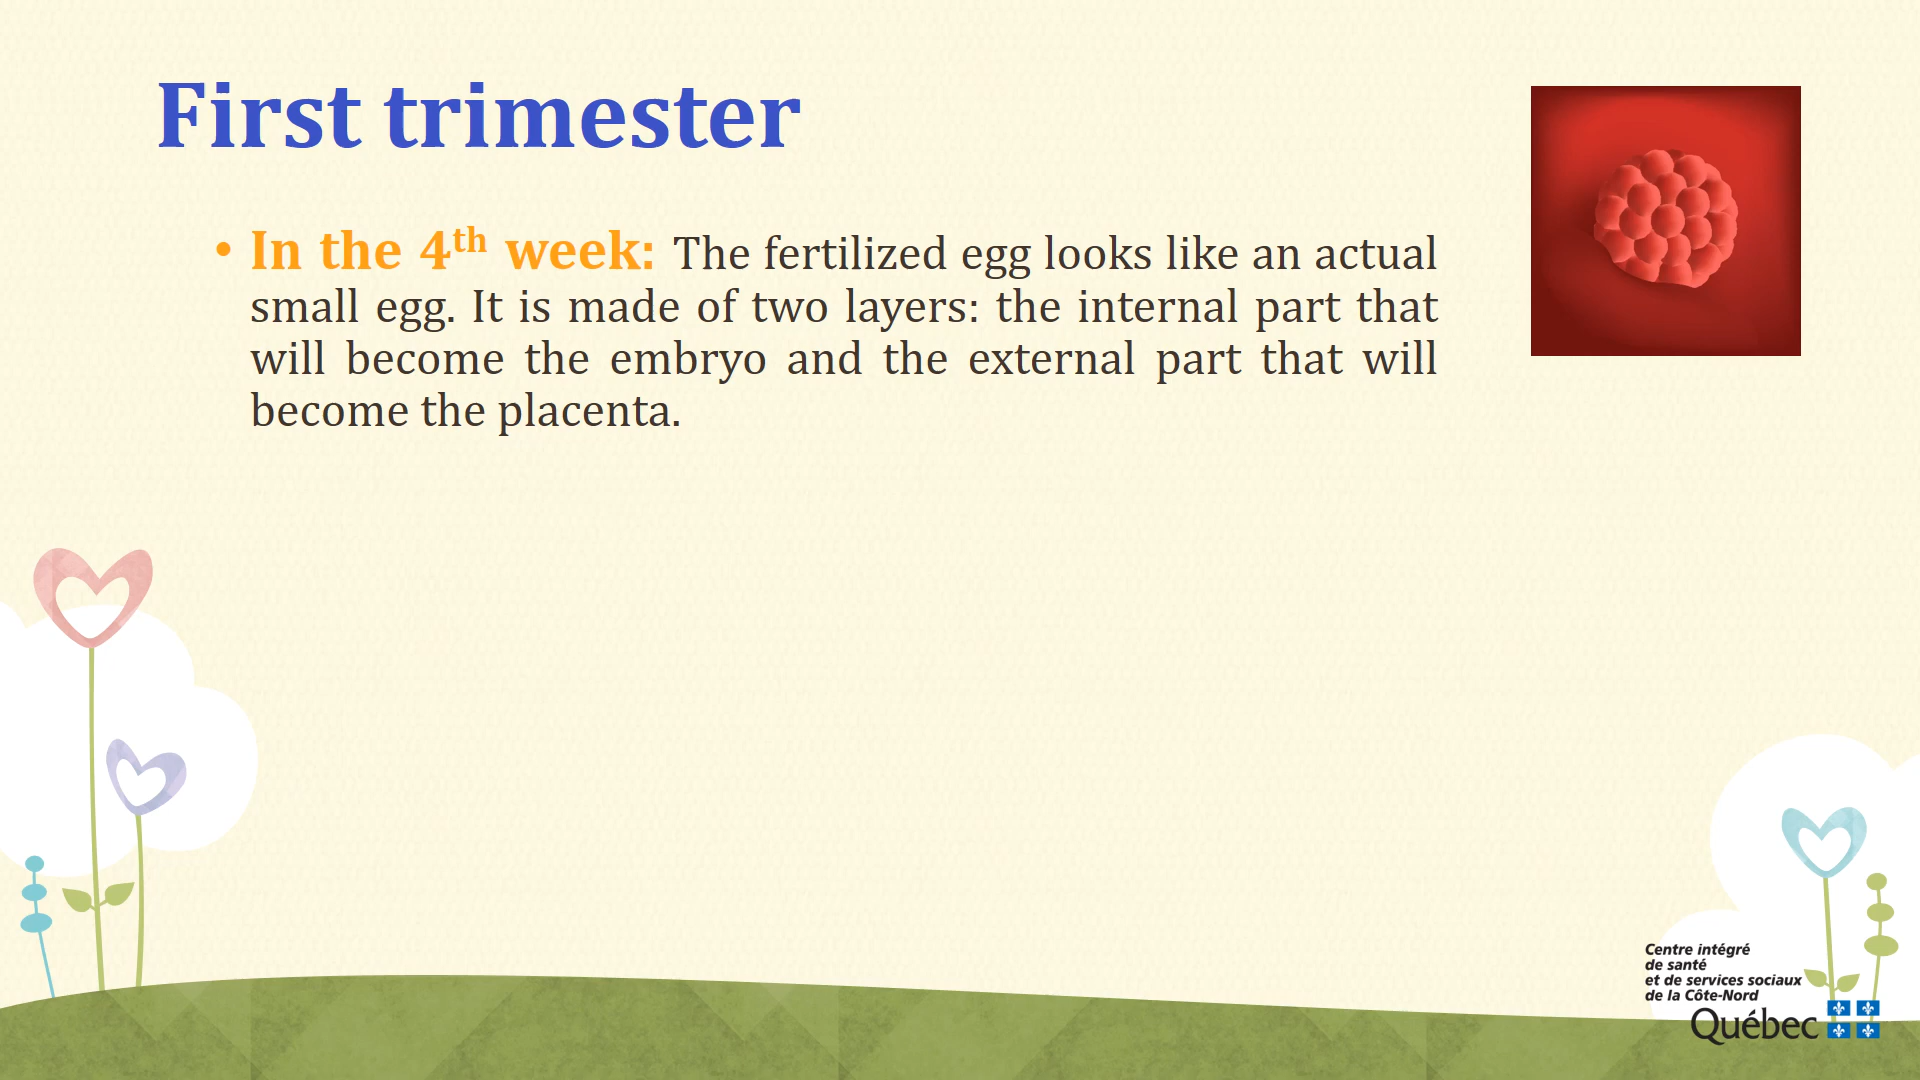 First trimester
• In the 4th week: The fertilized egg looks like an actual
small egg. It is made of two layers: the internal part that
will become the embryo and the external part that will
become the placenta.
Centre intégré
de santé
et de services sociaux
de la Côte-Nord
Québec